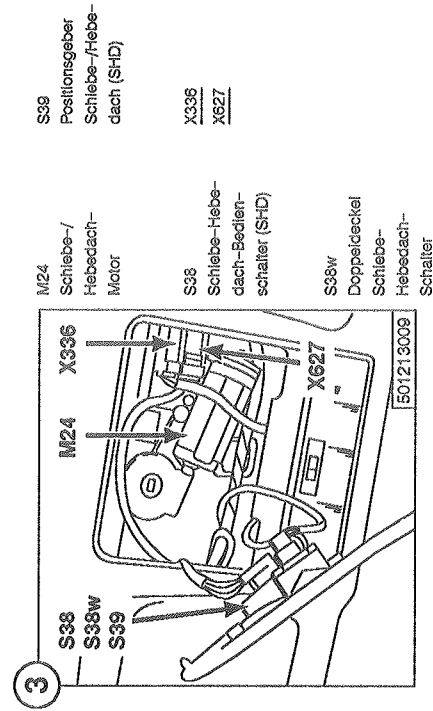 3
S38
S38w
S39
M24
X336
X627
501213009
M24
Schiebe-/
Hebedach-
Motor
S38
Schiebe-Hebe-
dach-Bedien-
schalter (SHD)
S38w
Doppeldeckel
Schiebe-
Hebedach-
Schalter
S39
Positionsgeber
Schiebe-/Hebe-
dach (SHD)
X336
X627